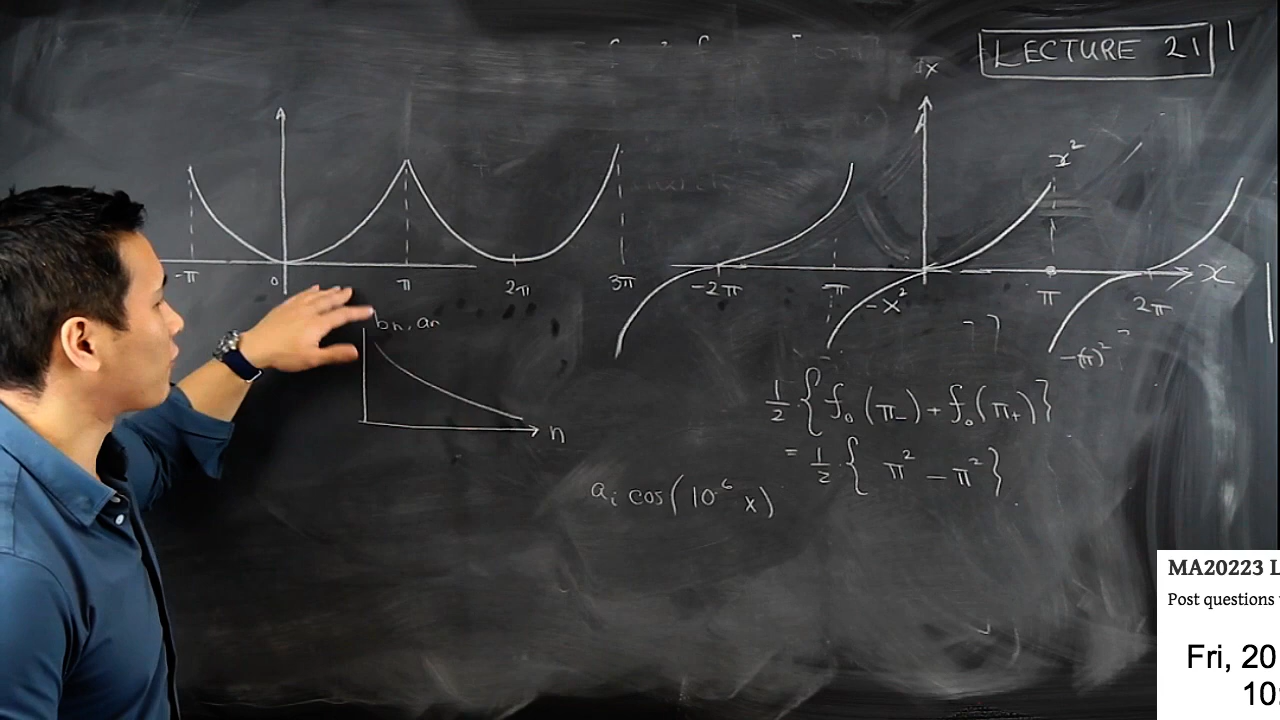 LECTURE 21
x²
-π 0 π 2π 3π
-2π -π -x² π 2π x
-(π)²
bₙ, aₙ
n
½{f₀(π₋) + f₀(π₊)}
= ½{π² - π²}
aᵢ cos(10⁶ x)
MA20223 L
Post questions
Fri, 20
10: